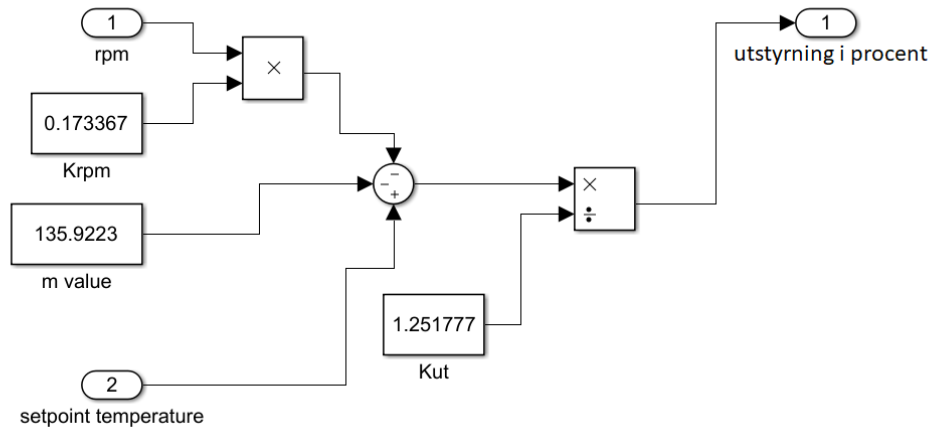 1
rpm
×
0.173367
Krpm
135.9223
m value
−
−
+
2
setpoint temperature
×
÷
1.251777
Kut
1
utstyrning i procent